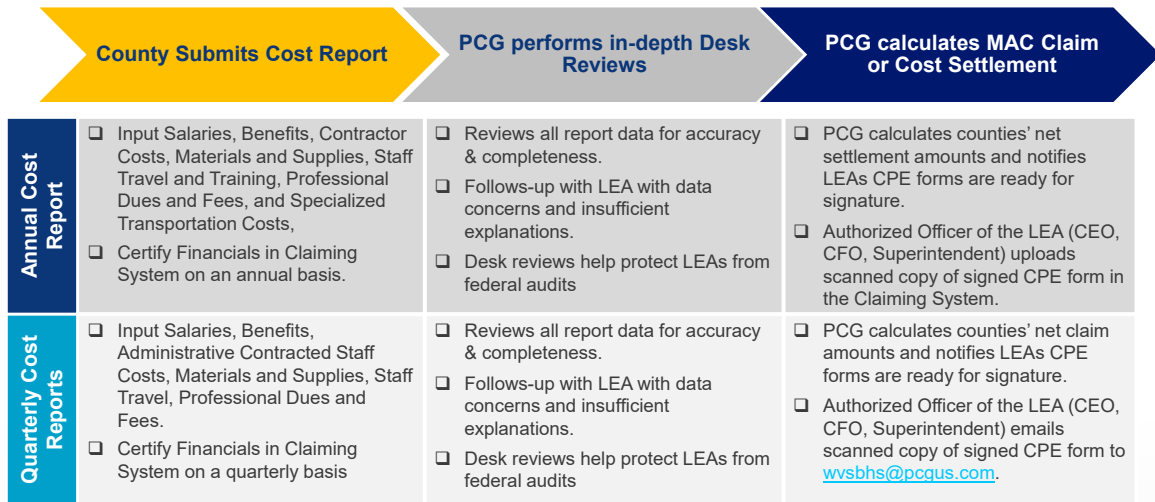 County Submits Cost Report
PCG performs in-depth Desk
Reviews
PCG calculates MAC Claim
or Cost Settlement
Annual Cost
Report
❑ Input Salaries, Benefits, Contractor
Costs, Materials and Supplies, Staff
Travel and Training, Professional
Dues and Fees, and Specialized
Transportation Costs,
❑ Certify Financials in Claiming
System on an annual basis.
❑ Reviews all report data for accuracy
& completeness.
❑ Follows-up with LEA with data
concerns and insufficient
explanations.
❑ Desk reviews help protect LEAs from
federal audits
❑ PCG calculates counties’ net
settlement amounts and notifies
LEAs CPE forms are ready for
signature.
❑ Authorized Officer of the LEA (CEO,
CFO, Superintendent) uploads
scanned copy of signed CPE form in
the Claiming System.
Quarterly Cost
Reports
❑ Input Salaries, Benefits,
Administrative Contracted Staff
Costs, Materials and Supplies, Staff
Travel, Professional Dues and
Fees.
❑ Certify Financials in Claiming
System on a quarterly basis
❑ Reviews all report data for accuracy
& completeness.
❑ Follows-up with LEA with data
concerns and insufficient
explanations.
❑ Desk reviews help protect LEAs from
federal audits
❑ PCG calculates counties’ net claim
amounts and notifies LEAs CPE
forms are ready for signature.
❑ Authorized Officer of the LEA (CEO,
CFO, Superintendent) emails
scanned copy of signed CPE form to
wvsbhs@pcgus.com.